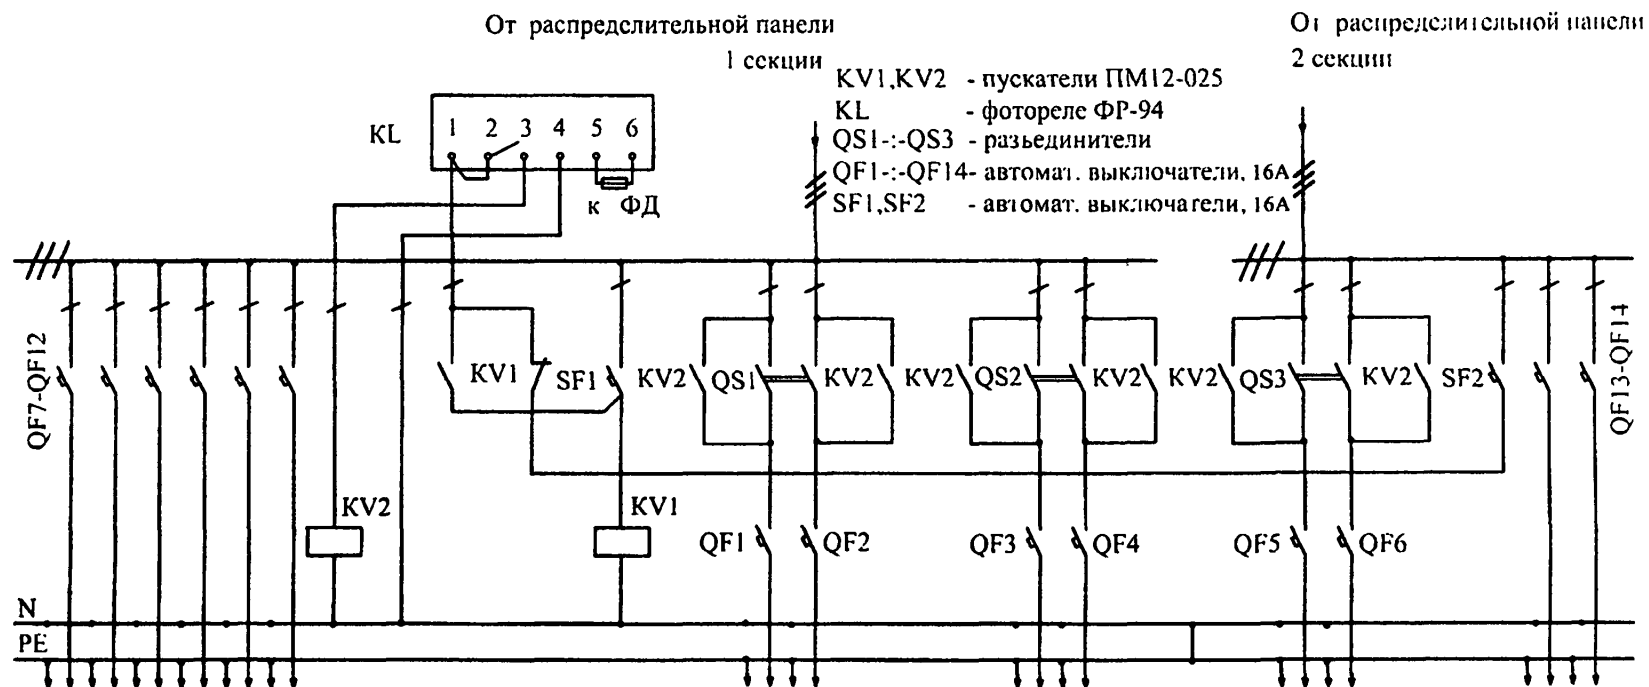 От распределительной панели
1 секции
От распределительной панели
2 секции
KV1,KV2 - пускатели ПМ12-025
KL - фотореле ФР-94
QS1-:-QS3 - разьединители
QF1-:-QF14- автомат. выключатели, 16А
SF1,SF2 - автомат. выключатели, 16А
KL
1 2 3 4 5 6
к ФД
QF7-QF12
KV1
SF1
KV2
QS1
KV2
KV2
QS2
KV2
KV2
QS3
KV2
SF2
QF13-QF14
KV2
KV1
QF1
QF2
QF3
QF4
QF5
QF6
N
PE